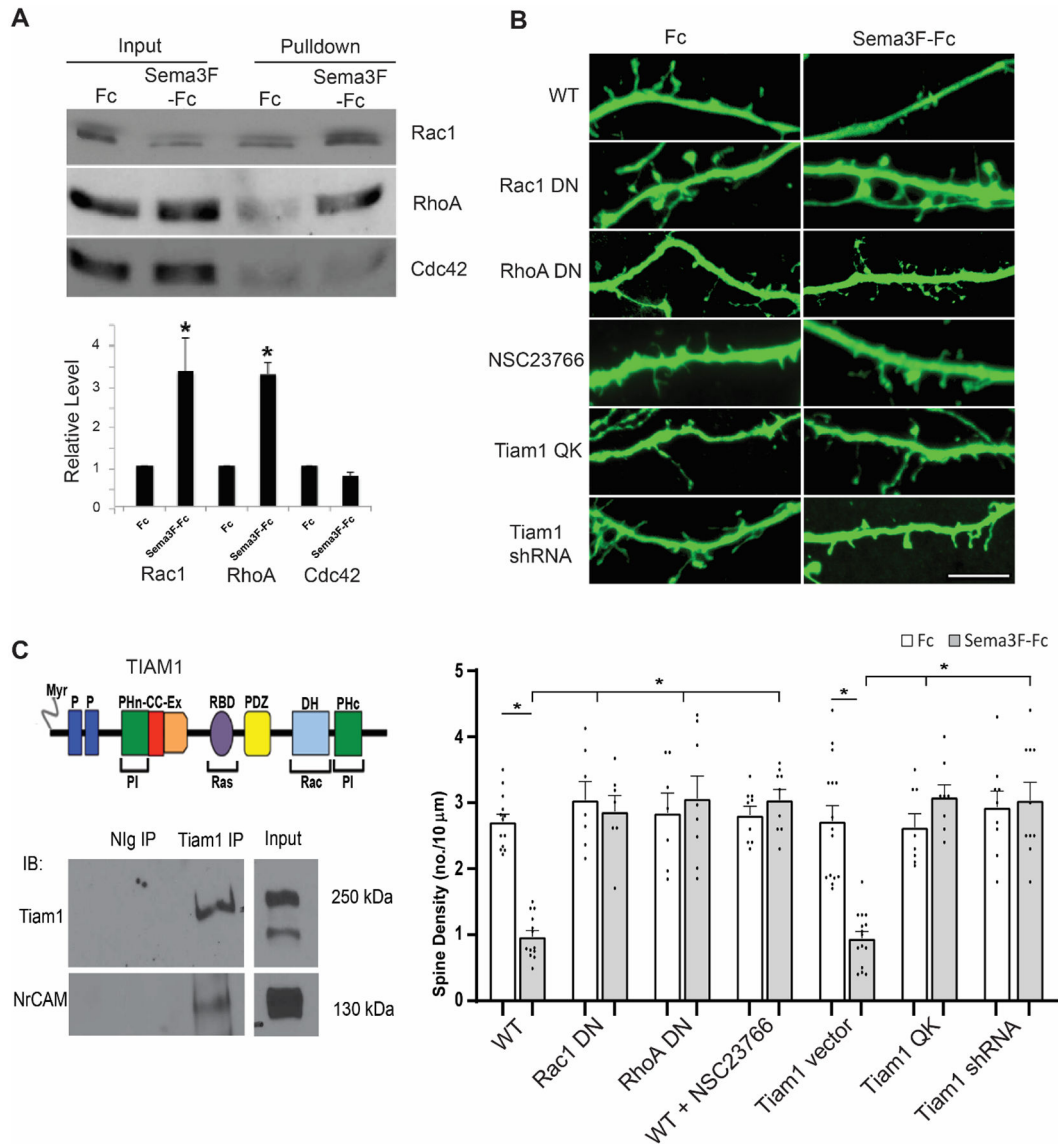 A
Input
Pulldown
Fc
Sema3F
-Fc
Fc
Sema3F
-Fc
Rac1
RhoA
Cdc42
Relative Level
4
3
2
1
0
*
*
Fc
Sema3F-Fc
Fc
Sema3F-Fc
Fc
Sema3F-Fc
Rac1
RhoA
Cdc42
B
Fc
Sema3F-Fc
WT
Rac1 DN
RhoA DN
NSC23766
Tiam1 QK
Tiam1
shRNA
C
TIAM1
Myr
P P
PHn-CC-Ex
RBD
PDZ
DH
PHc
PI
Ras
Rac
PI
NIg IP
Tiam1 IP
Input
IB:
Tiam1
250 kDa
NrCAM
130 kDa
Fc
Sema3F-Fc
Spine Density (no./10 µm)
5
4
3
2
1
0
*
*
*
*
WT
Rac1 DN
RhoA DN
WT + NSC23766
Tiam1 vector
Tiam1 QK
Tiam1 shRNA